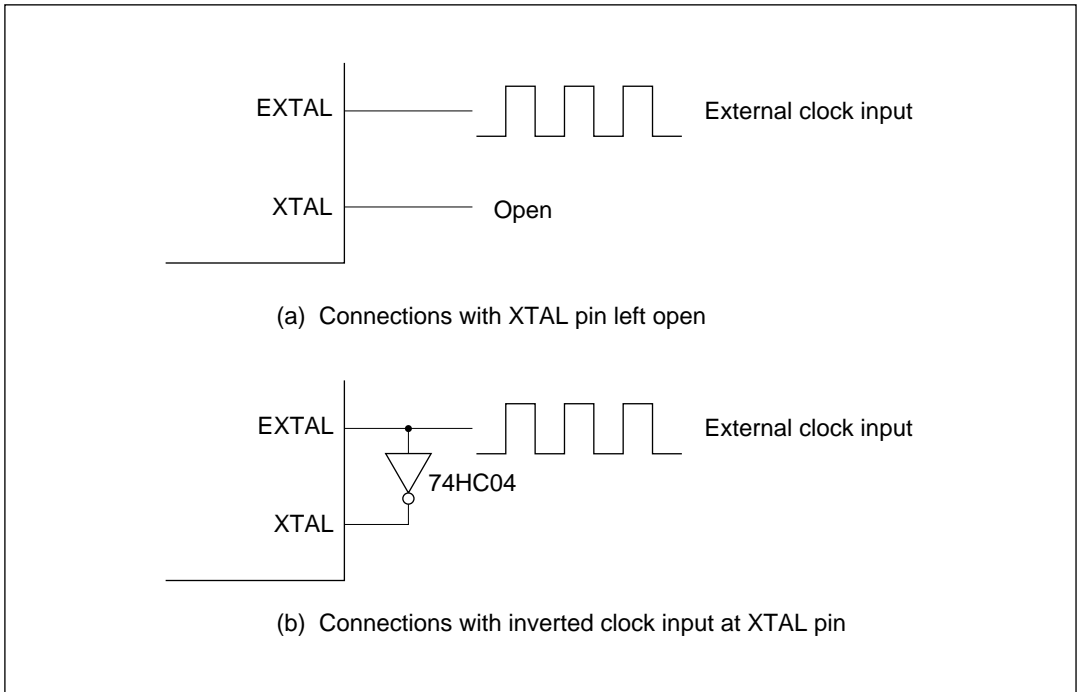 EXTAL
External clock input
XTAL
Open
(a) Connections with XTAL pin left open
EXTAL
External clock input
74HC04
XTAL
(b) Connections with inverted clock input at XTAL pin